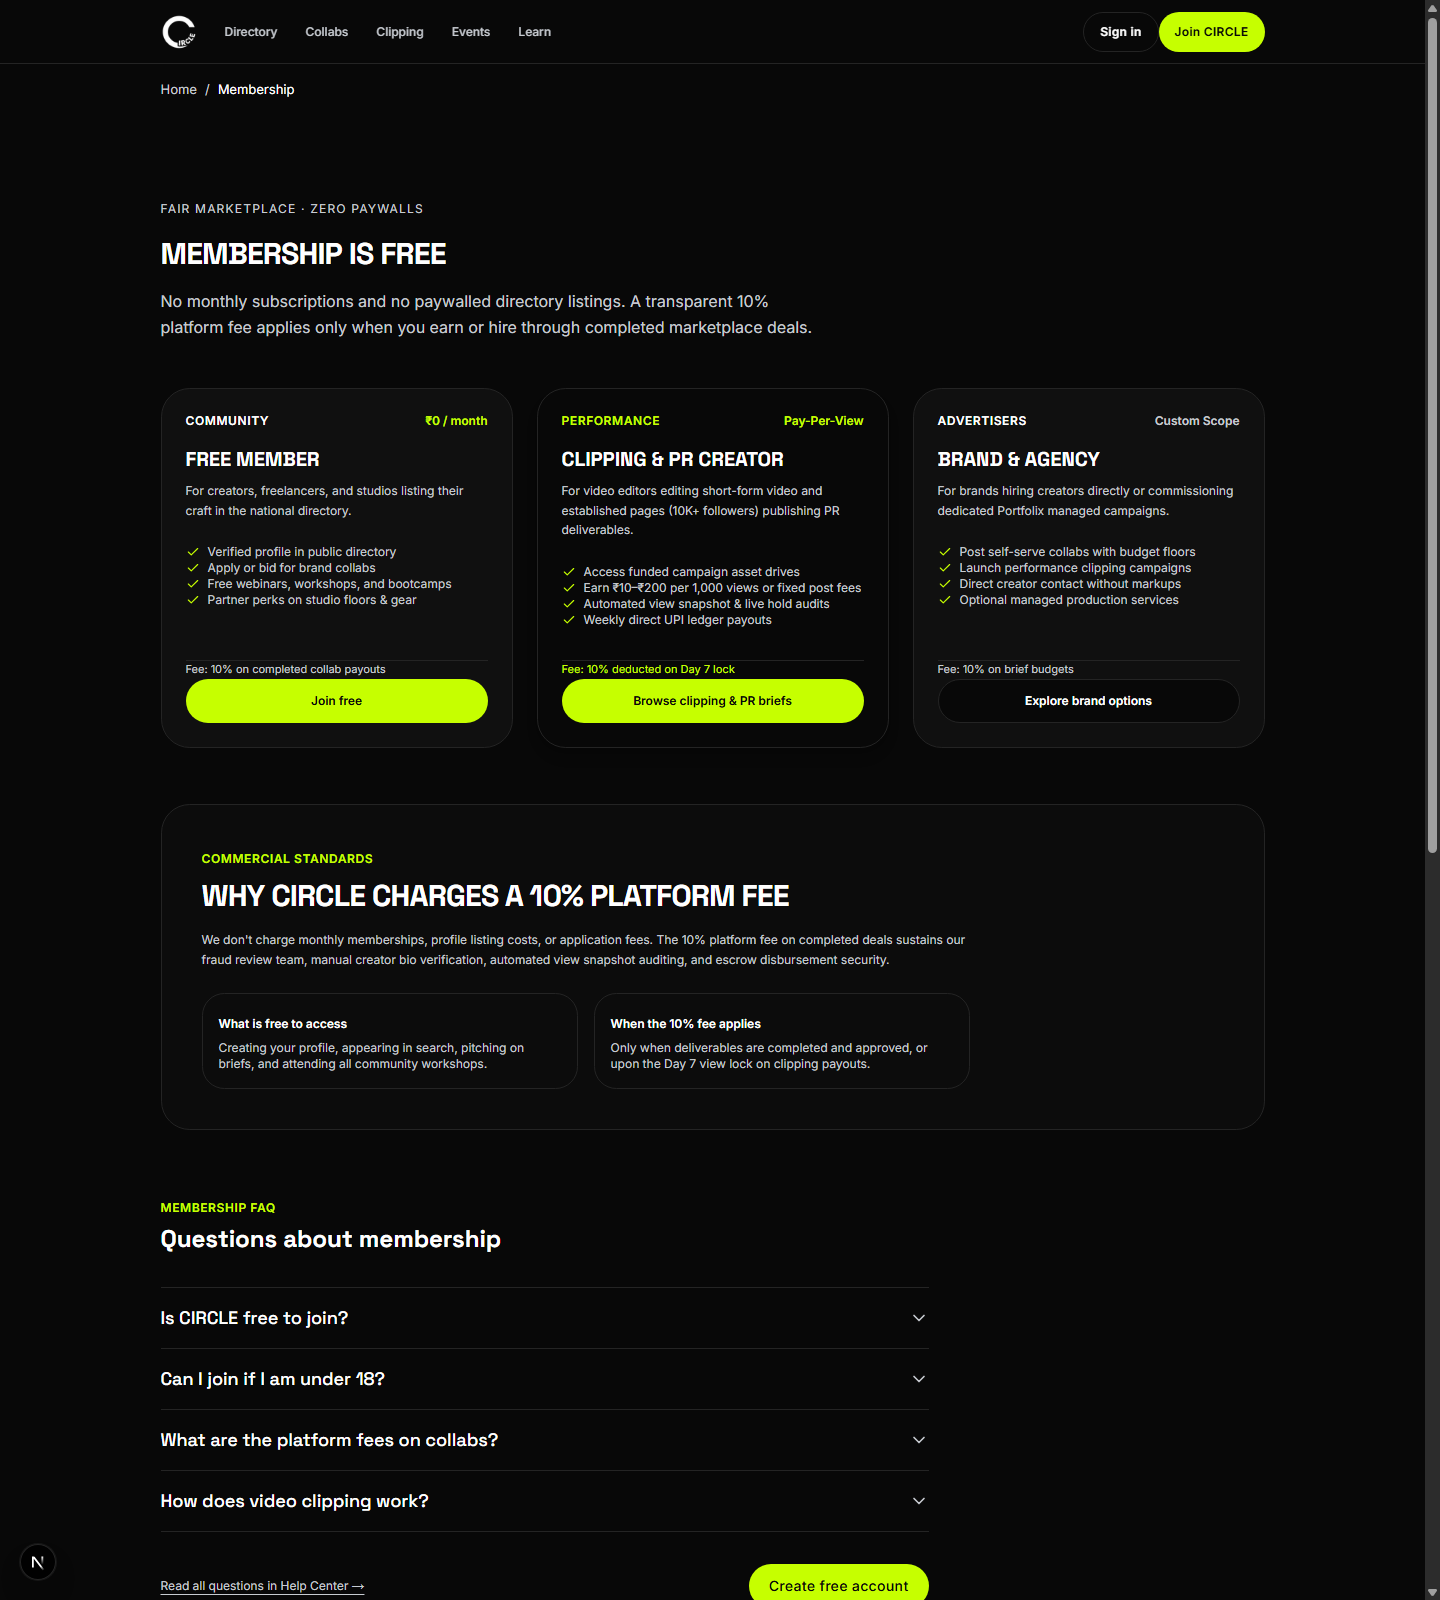 CIRCLE
Directory
Collabs
Clipping
Events
Learn
Sign in
Join CIRCLE
Home / Membership
FAIR MARKETPLACE · ZERO PAYWALLS
MEMBERSHIP IS FREE
No monthly subscriptions and no paywalled directory listings. A transparent 10%
platform fee applies only when you earn or hire through completed marketplace deals.
COMMUNITY
₹0 / month
FREE MEMBER
For creators, freelancers, and studios listing their
craft in the national directory.
Verified profile in public directory
Apply or bid for brand collabs
Free webinars, workshops, and bootcamps
Partner perks on studio floors & gear
Fee: 10% on completed collab payouts
Join free
PERFORMANCE
Pay-Per-View
CLIPPING & PR CREATOR
For video editors editing short-form video and
established pages (10K+ followers) publishing PR
deliverables.
Access funded campaign asset drives
Earn ₹10–₹200 per 1,000 views or fixed post fees
Automated view snapshot & live hold audits
Weekly direct UPI ledger payouts
Fee: 10% deducted on Day 7 lock
Browse clipping & PR briefs
ADVERTISERS
Custom Scope
BRAND & AGENCY
For brands hiring creators directly or commissioning
dedicated Portfolix managed campaigns.
Post self-serve collabs with budget floors
Launch performance clipping campaigns
Direct creator contact without markups
Optional managed production services
Fee: 10% on brief budgets
Explore brand options
COMMERCIAL STANDARDS
WHY CIRCLE CHARGES A 10% PLATFORM FEE
We don't charge monthly memberships, profile listing costs, or application fees. The 10% platform fee on completed deals sustains our
fraud review team, manual creator bio verification, automated view snapshot auditing, and escrow disbursement security.
What is free to access
Creating your profile, appearing in search, pitching on
briefs, and attending all community workshops.
When the 10% fee applies
Only when deliverables are completed and approved, or
upon the Day 7 view lock on clipping payouts.
MEMBERSHIP FAQ
Questions about membership
Is CIRCLE free to join?
Can I join if I am under 18?
What are the platform fees on collabs?
How does video clipping work?
N
Read all questions in Help Center →
Create free account